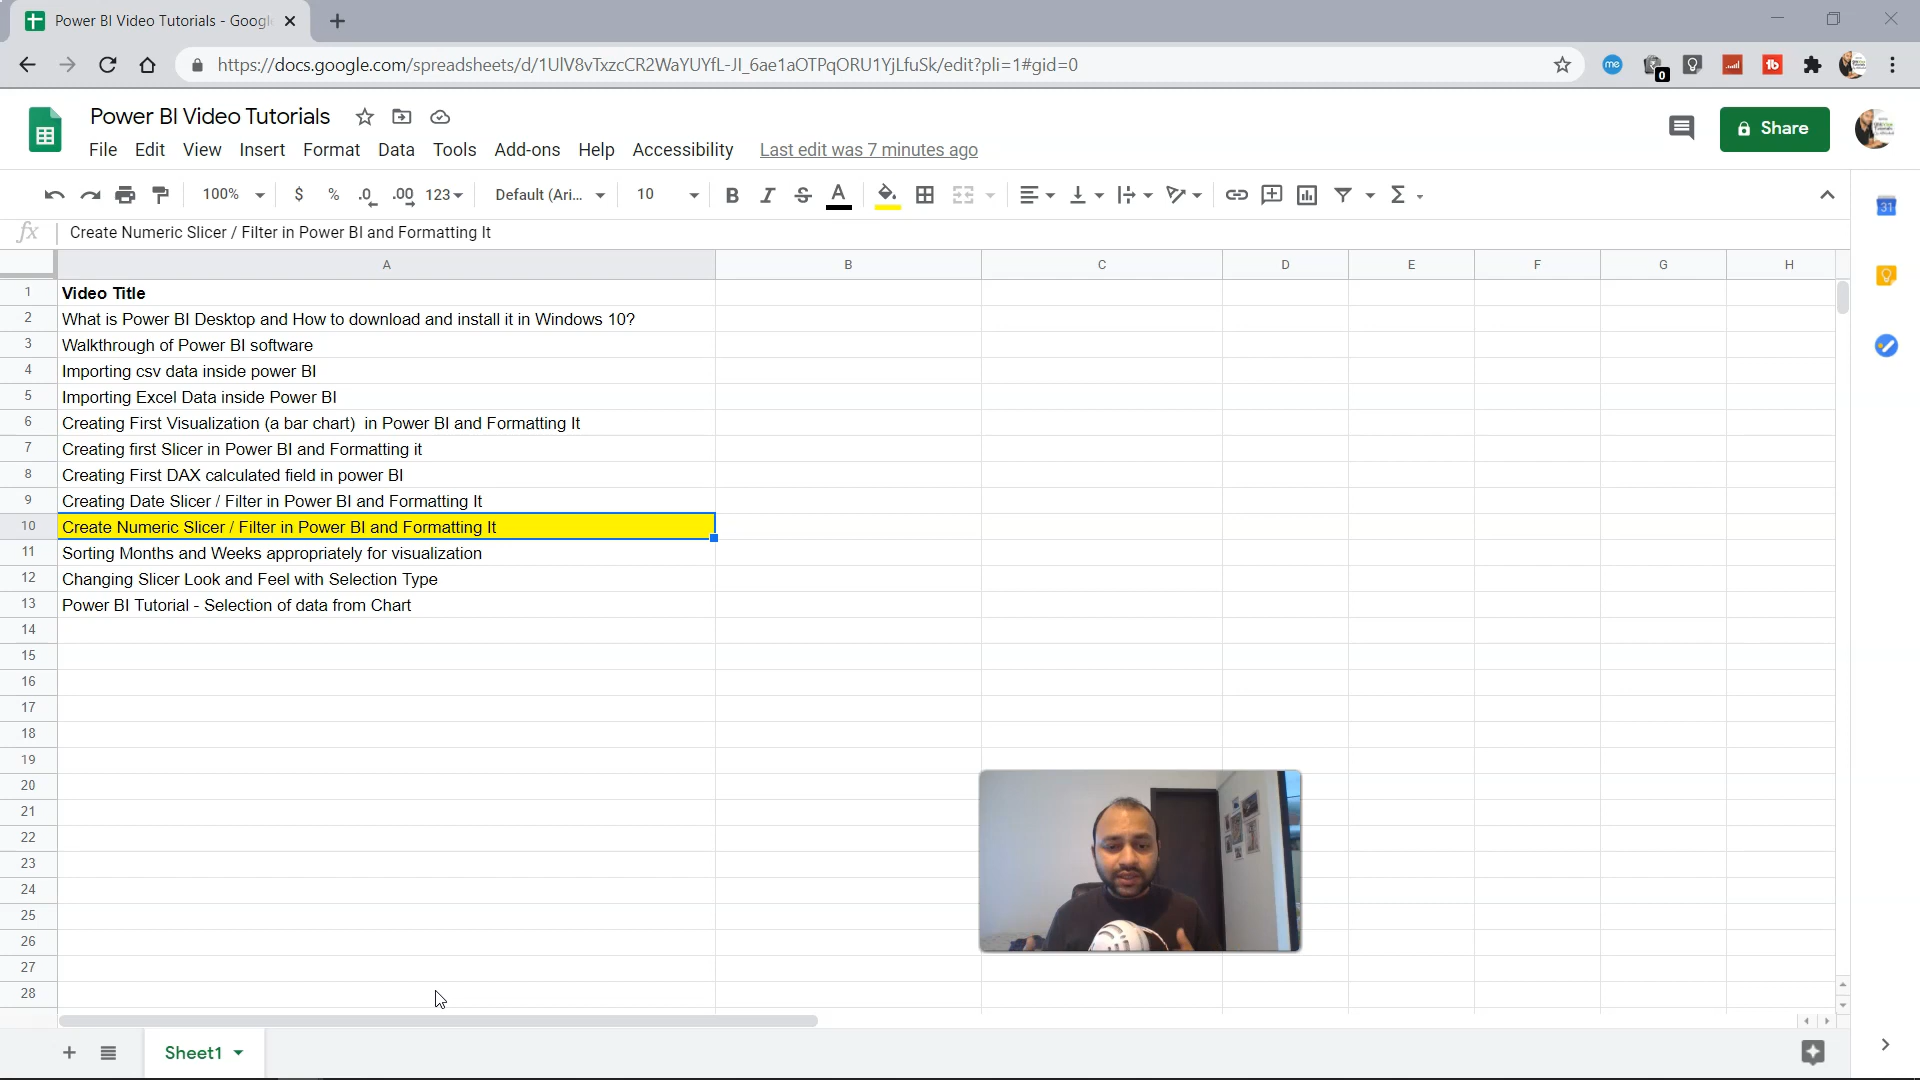 Power BI Video Tutorials - Googl
https://docs.google.com/spreadsheets/d/1UlV8vTxzcCR2WaYUYfL-JI_6ae1aOTPqORU1YjLfuSk/edit?pli=1#gid=0
me
0
tb
Power BI Video Tutorials
Share
File Edit View Insert Format Data Tools Add-ons Help Accessibility Last edit was 7 minutes ago
100% $ % .0 .00 123 Default (Ari... 10 B I S A Σ
31
fx Create Numeric Slicer / Filter in Power BI and Formatting It
A B C D E F G H
1 Video Title
2 What is Power BI Desktop and How to download and install it in Windows 10?
3 Walkthrough of Power BI software
4 Importing csv data inside power BI
5 Importing Excel Data inside Power BI
6 Creating First Visualization (a bar chart)  in Power BI and Formatting It
7 Creating first Slicer in Power BI and Formatting it
8 Creating First DAX calculated field in power BI
9 Creating Date Slicer / Filter in Power BI and Formatting It
10 Create Numeric Slicer / Filter in Power BI and Formatting It
11 Sorting Months and Weeks appropriately for visualization
12 Changing Slicer Look and Feel with Selection Type
13 Power BI Tutorial - Selection of data from Chart
14
15
16
17
18
19
20
21
22
23
24
25
26
27
28
Sheet1